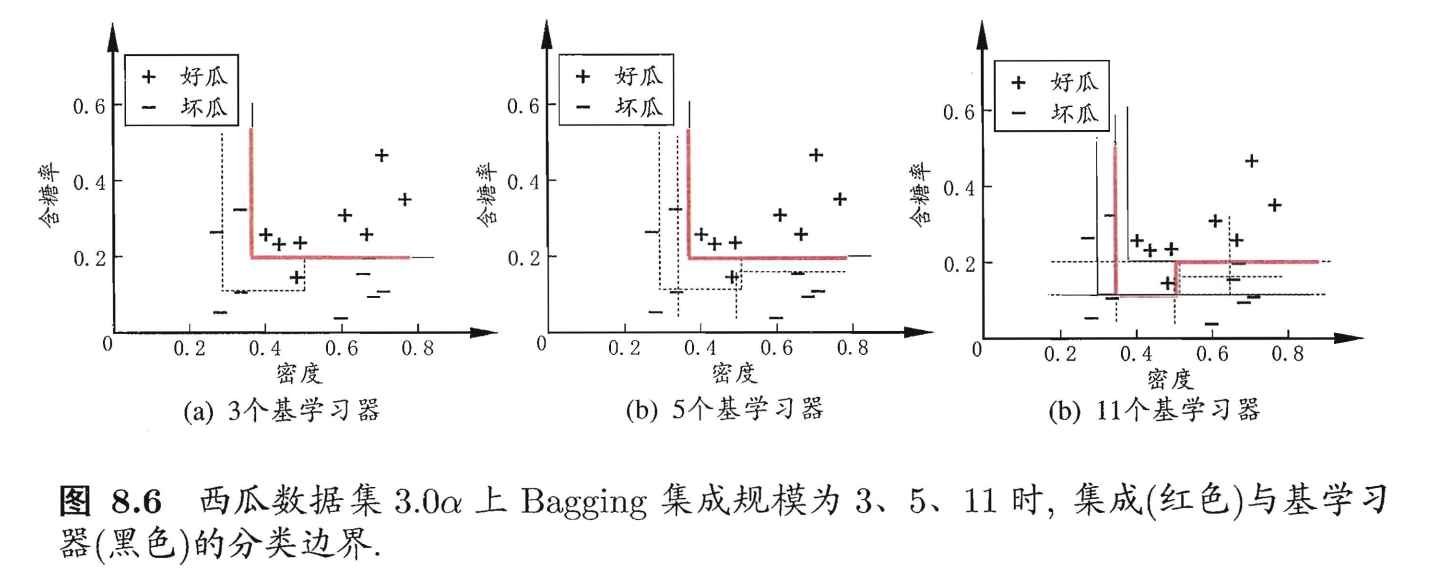 好瓜
坏瓜
0.6
0.4
0.2
0
0.2
0.4
0.6
0.8
含糖率
密度
(a) 3个基学习器
好瓜
坏瓜
0.6
0.4
0.2
0
0.2
0.4
0.6
0.8
含糖率
密度
(b) 5个基学习器
好瓜
坏瓜
0.6
0.4
0.2
0
0.2
0.4
0.6
0.8
含糖率
密度
(b) 11个基学习器
图 8.6 西瓜数据集 3.0α 上 Bagging 集成规模为 3、5、11 时, 集成(红色)与基学习
器(黑色)的分类边界.